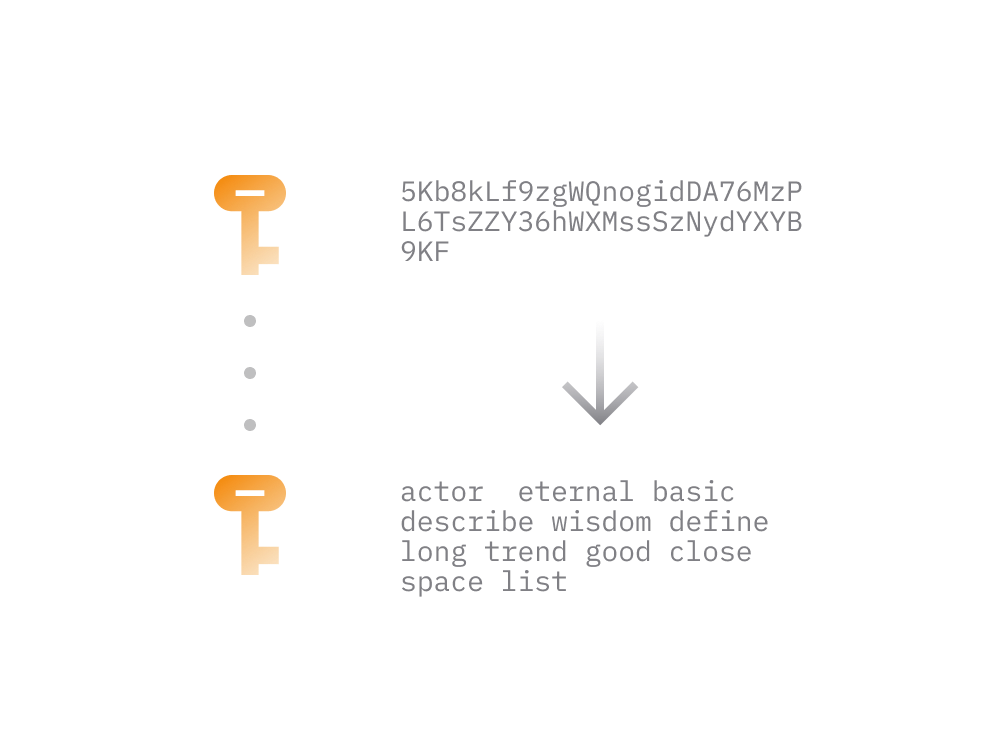 5Kb8kLf9zgWQnogidDA76MzP
L6TsZZY36hWXMssSzNydYXYB
9KF
actor  eternal basic
describe wisdom define
long trend good close
space list